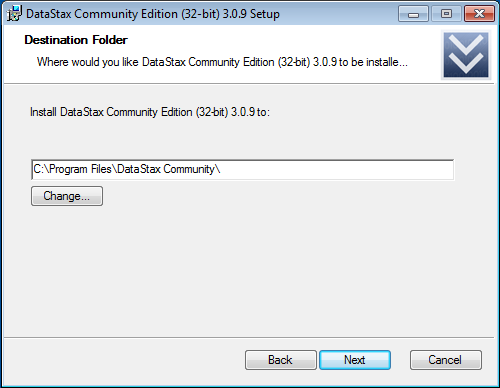 DataStax Community Edition (32-bit) 3.0.9 Setup
Destination Folder
Where would you like DataStax Community Edition (32-bit) 3.0.9 to be installe...
Install DataStax Community Edition (32-bit) 3.0.9 to:
C:\Program Files\DataStax Community\
Change...
Back Next Cancel